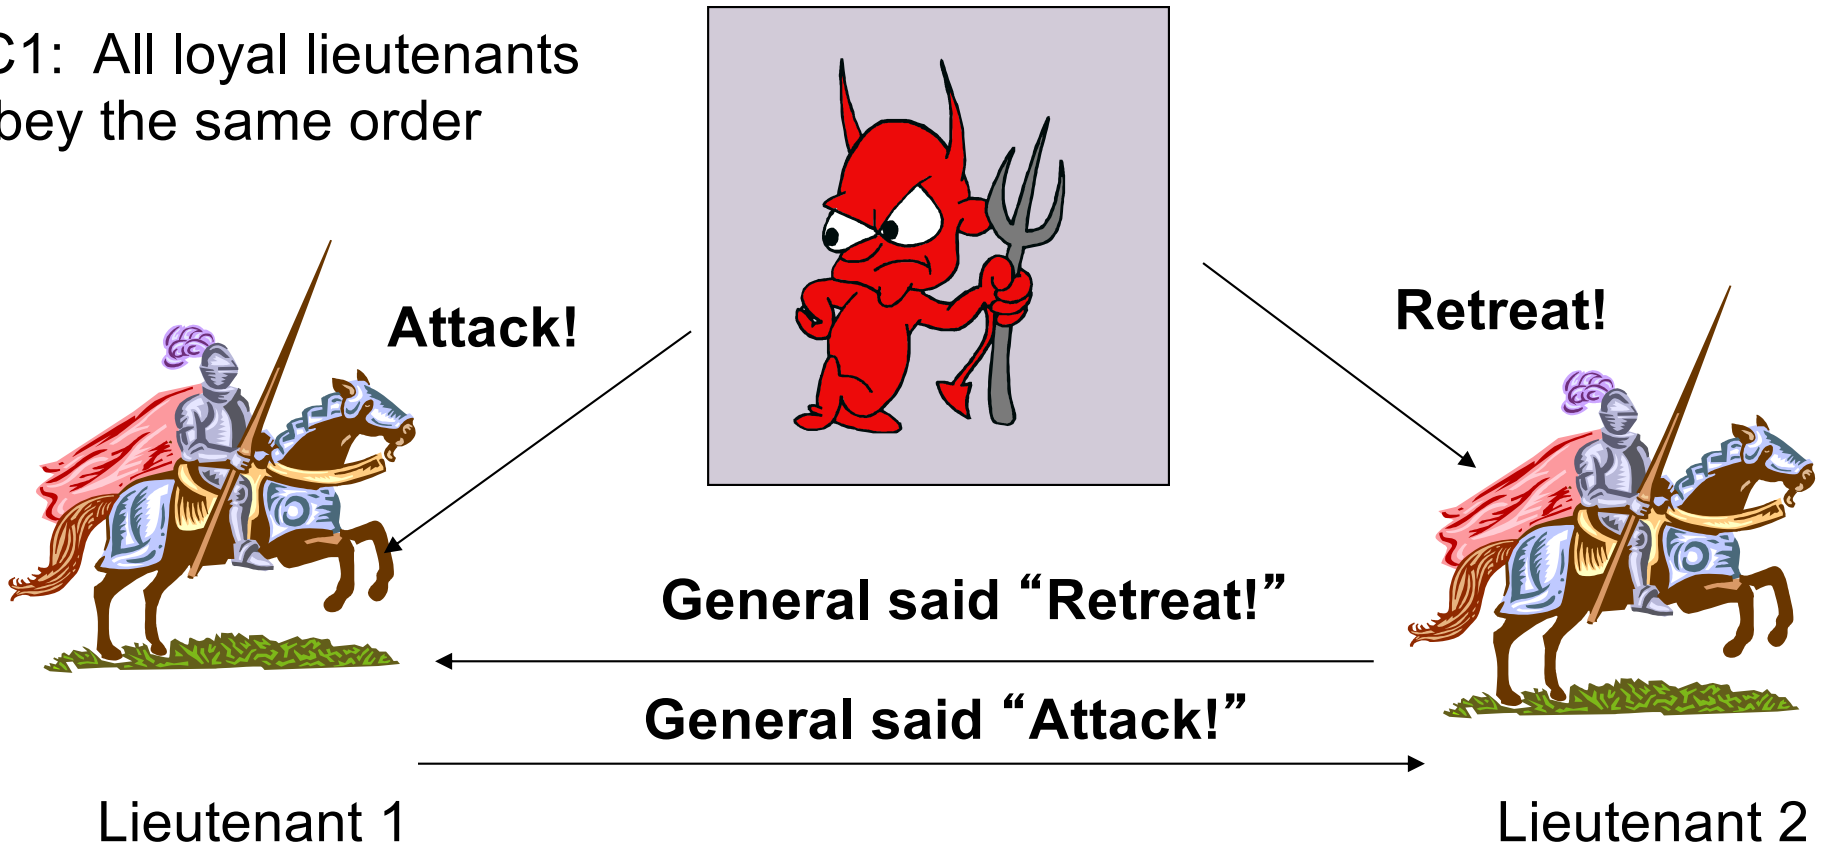 C1: All loyal lieutenants
bey the same order
Attack!
Retreat!
General said “Retreat!”
General said “Attack!”
Lieutenant 1
Lieutenant 2